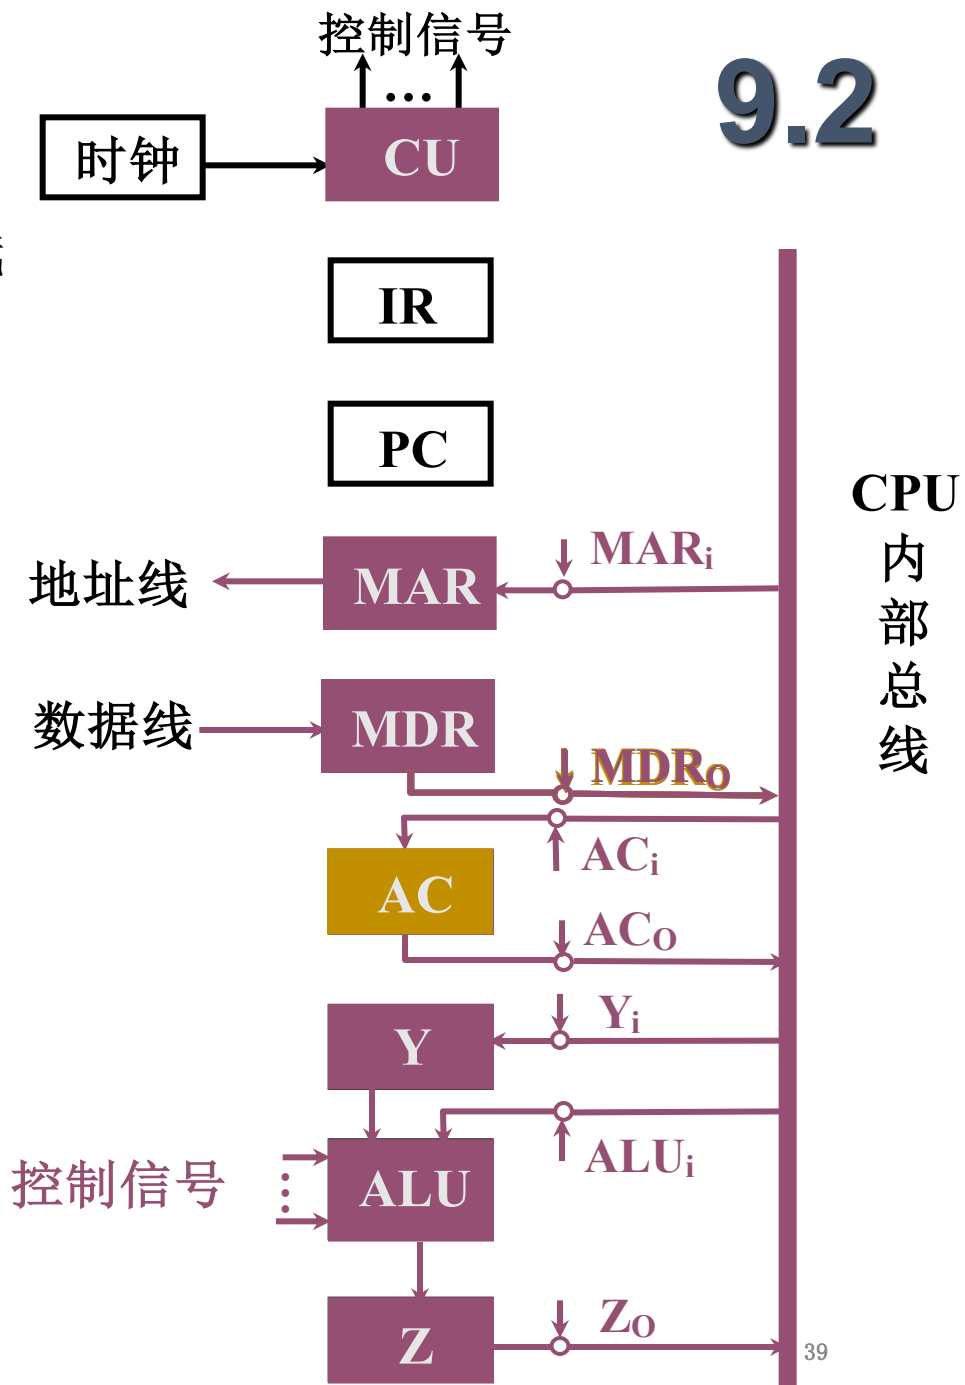 控制信号
9.2
…
CU
时钟
IR
PC
CPU
内
部
总
线
MARi
地址线
MAR
数据线
MDR
MDRO
ACi
AC
ACO
Yi
Y
ALUi
控制信号
ALU
ZO
Z
39